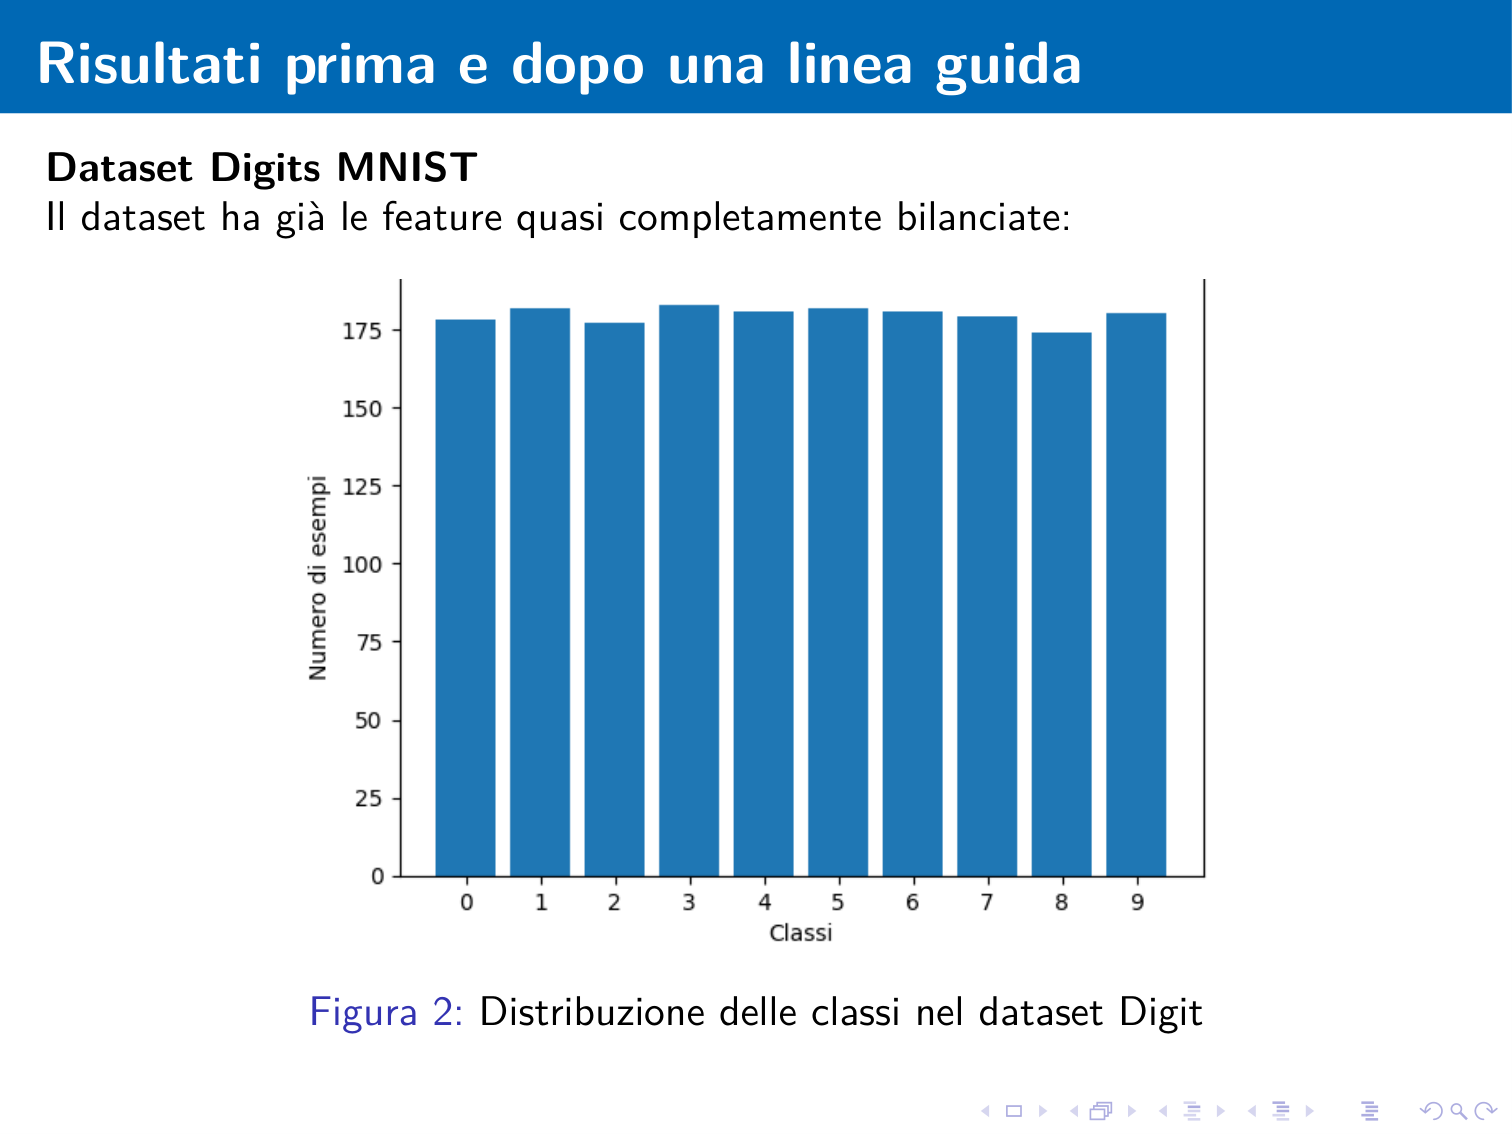 Risultati prima e dopo una linea guida
Dataset Digits MNIST
Il dataset ha già le feature quasi completamente bilanciate:
175
150
125
100
75
50
25
0
Numero di esempi
0 1 2 3 4 5 6 7 8 9
Classi
Figura 2: Distribuzione delle classi nel dataset Digit